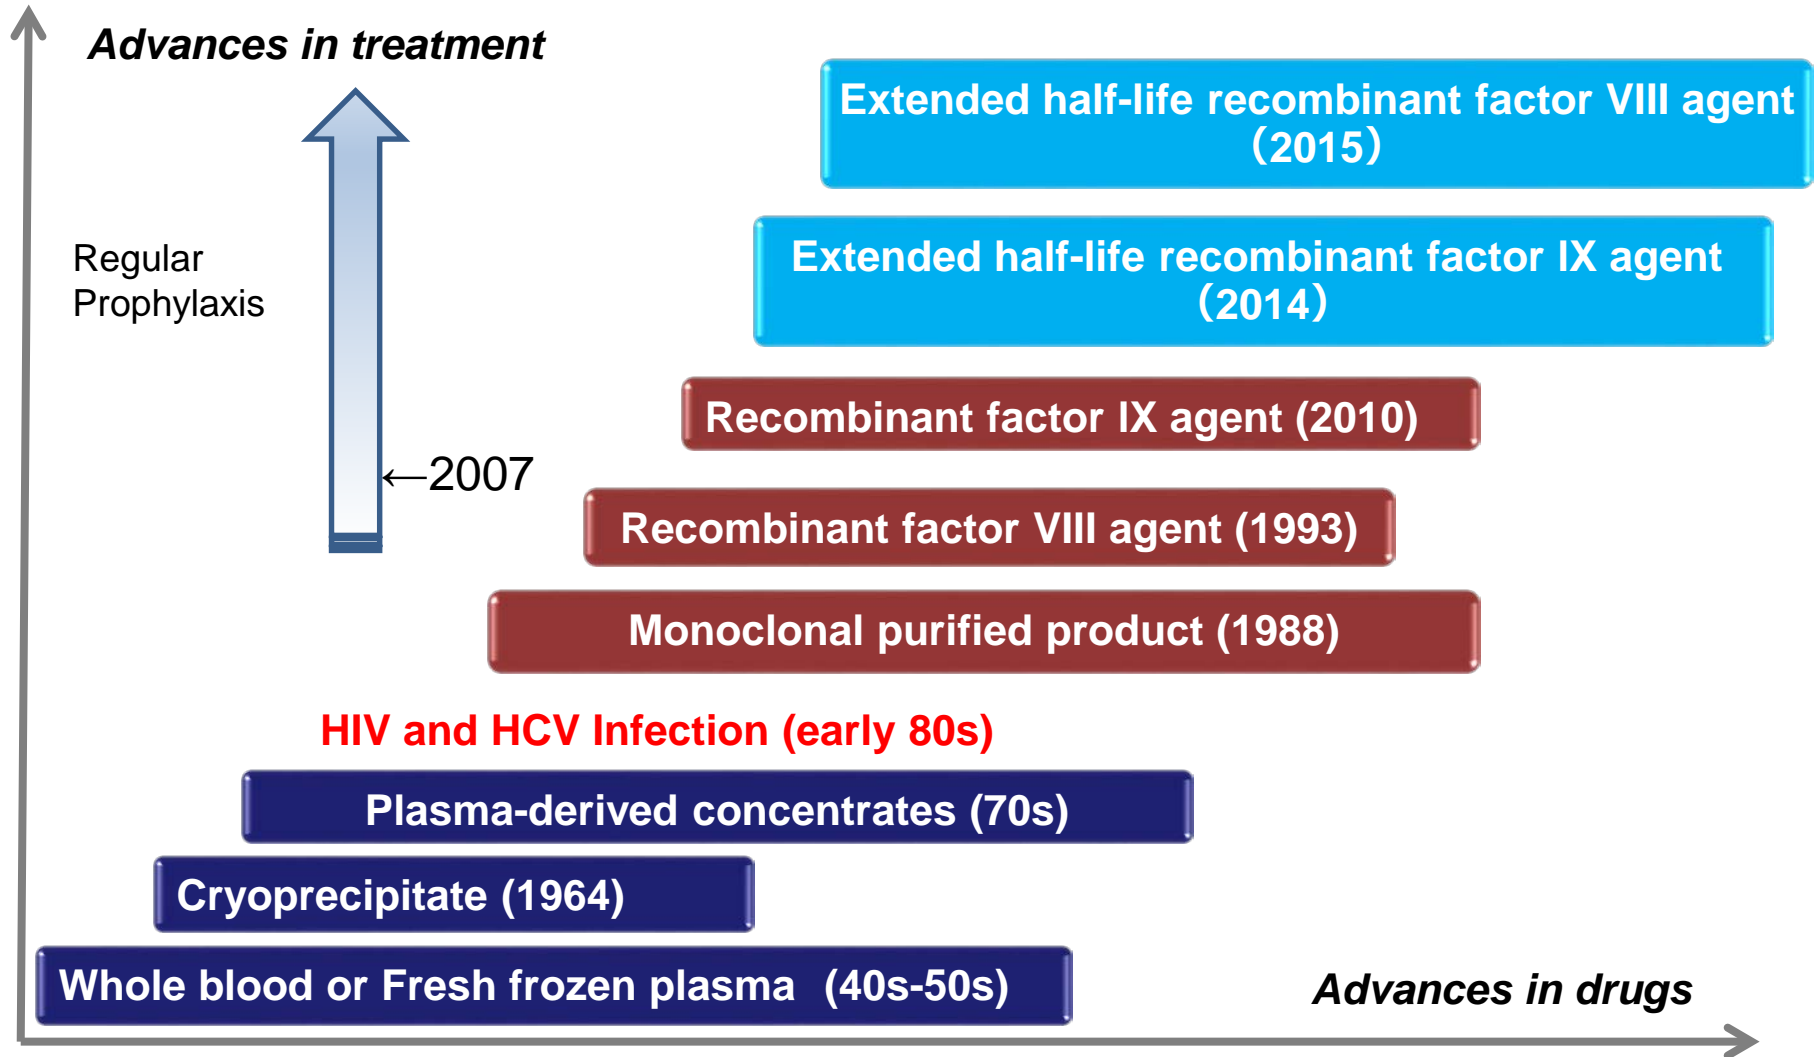 Advances in treatment
Extended half-life recombinant factor VIII agent
（2015）
Regular
Prophylaxis
Extended half-life recombinant factor IX agent
（2014）
Recombinant factor IX agent (2010)
←2007
Recombinant factor VIII agent (1993)
Monoclonal purified product (1988)
HIV and HCV Infection (early 80s)
Plasma-derived concentrates (70s)
Cryoprecipitate (1964)
Whole blood or Fresh frozen plasma (40s-50s)
Advances in drugs